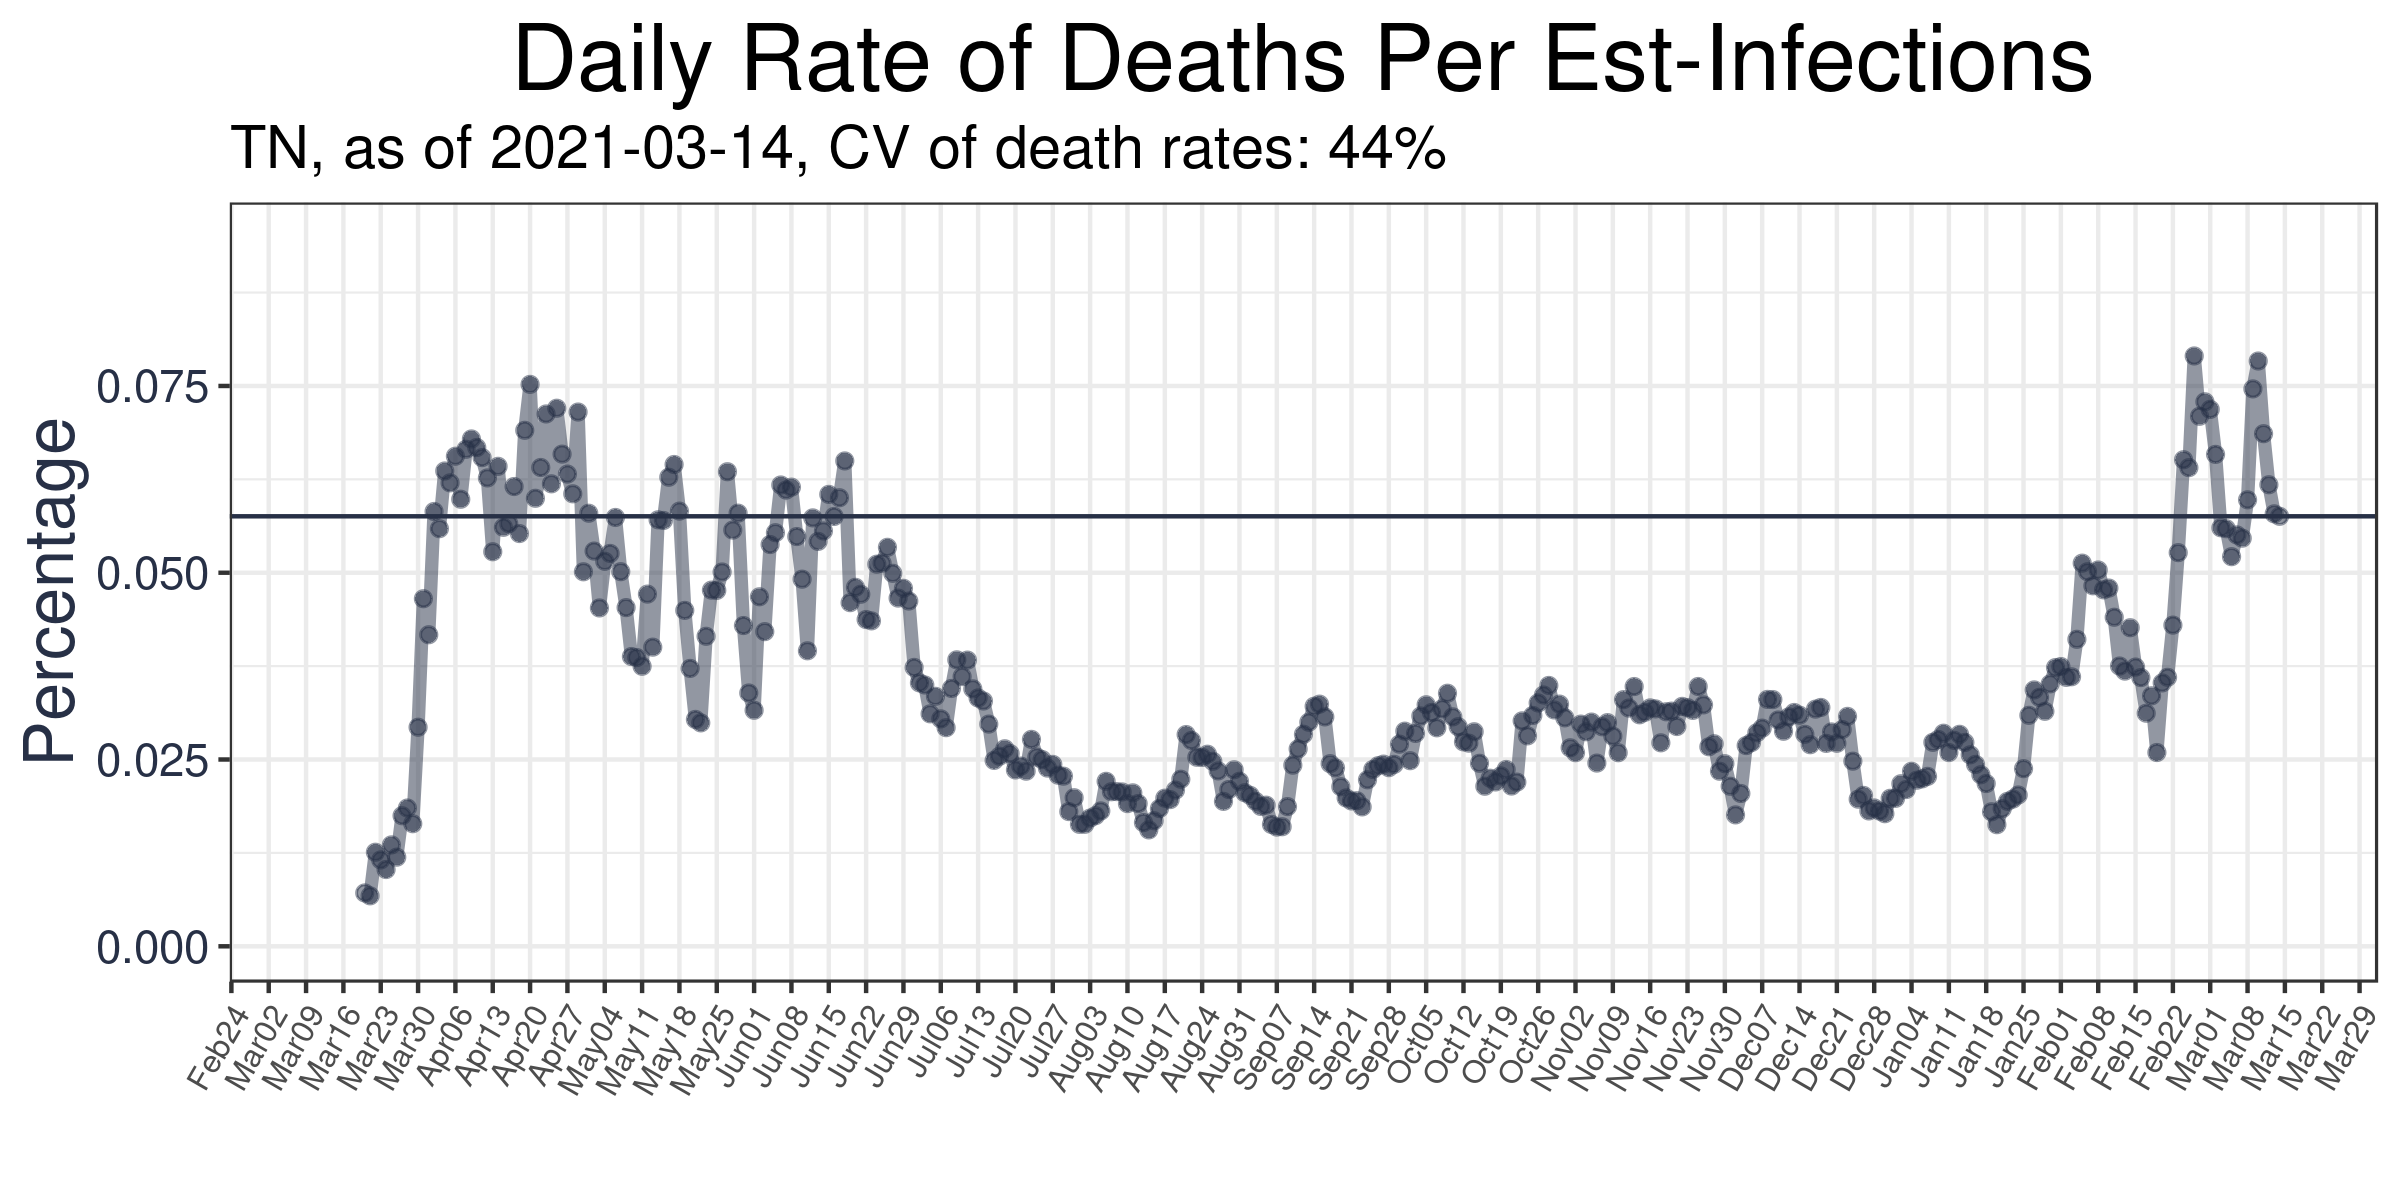 Daily Rate of Deaths Per Est-Infections
TN, as of 2021-03-14, CV of death rates: 44%
Percentage
0.075
0.050
0.025
0.000
Feb24
Mar02
Mar09
Mar16
Mar23
Mar30
Apr06
Apr13
Apr20
Apr27
May04
May11
May18
May25
Jun01
Jun08
Jun15
Jun22
Jun29
Jul06
Jul13
Jul20
Jul27
Aug03
Aug10
Aug17
Aug24
Aug31
Sep07
Sep14
Sep21
Sep28
Oct05
Oct12
Oct19
Oct26
Nov02
Nov09
Nov16
Nov23
Nov30
Dec07
Dec14
Dec21
Dec28
Jan04
Jan11
Jan18
Jan25
Feb01
Feb08
Feb15
Feb22
Mar01
Mar08
Mar15
Mar22
Mar29